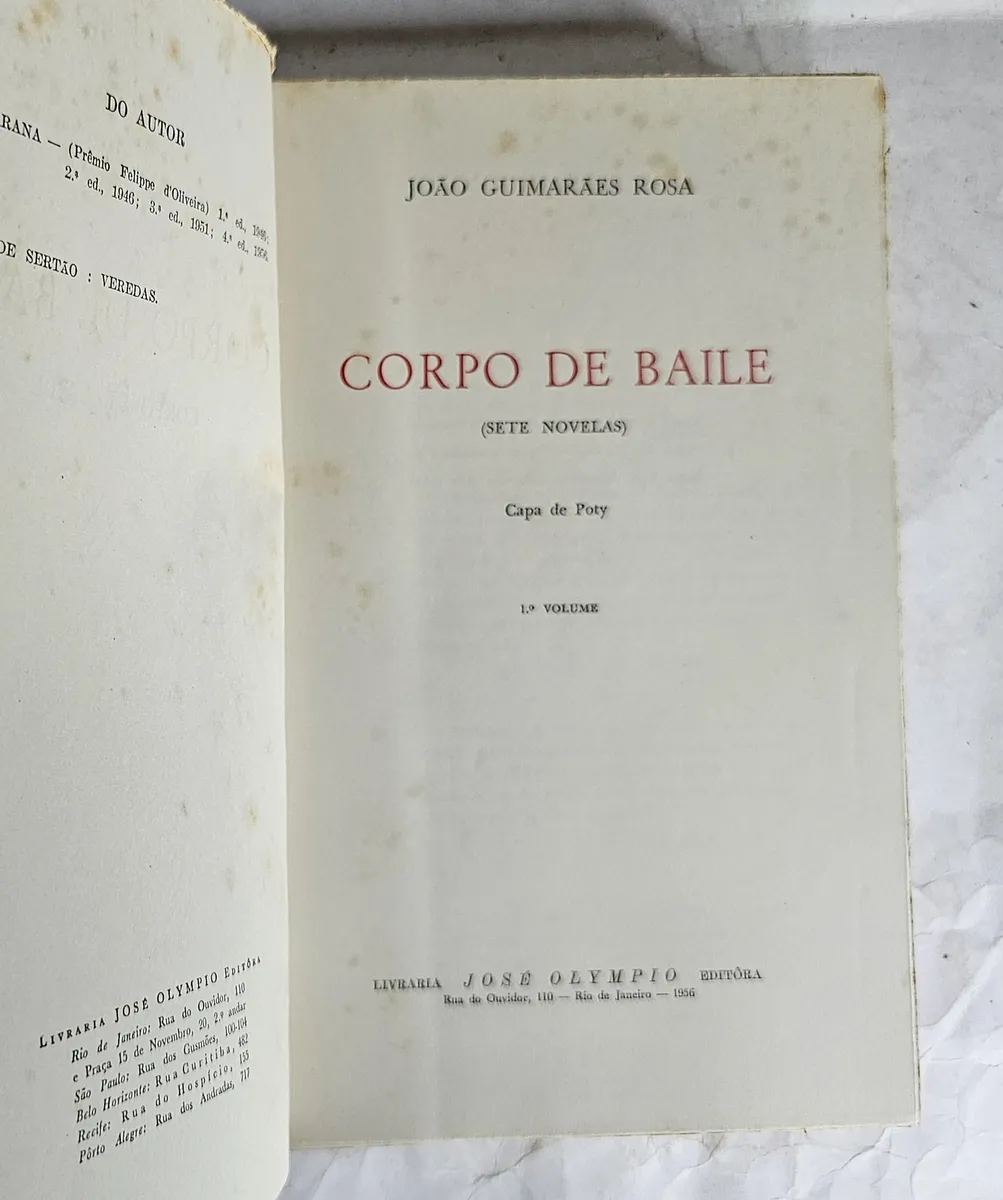 DO AUTOR
RANA — (Prêmio Felippe d'Oliveira) 1.ª ed.,
2.ª ed., 1946; 3.ª ed., 1951; 4.ª ed.,
DE SERTÃO : VEREDAS.
LIVRARIA JOSÉ OLYMPIO EDITÔRA
Rio de Janeiro: Rua do Ouvidor, 110
e Praça 15 de Novembro, 20, 2.º andar
São Paulo: Rua dos Gusmões, 100-104
Belo Horizonte: Rua Curitiba, 482
Recife: Rua do Hospício, 155
Pôrto Alegre: Rua dos Andradas, 717
JOÃO GUIMARÃES ROSA
CORPO DE BAILE
(SETE NOVELAS)
Capa de Poty
1.º VOLUME
LIVRARIA JOSÉ OLYMPIO EDITÔRA
Rua do Ouvidor, 110 — Rio de Janeiro — 1956